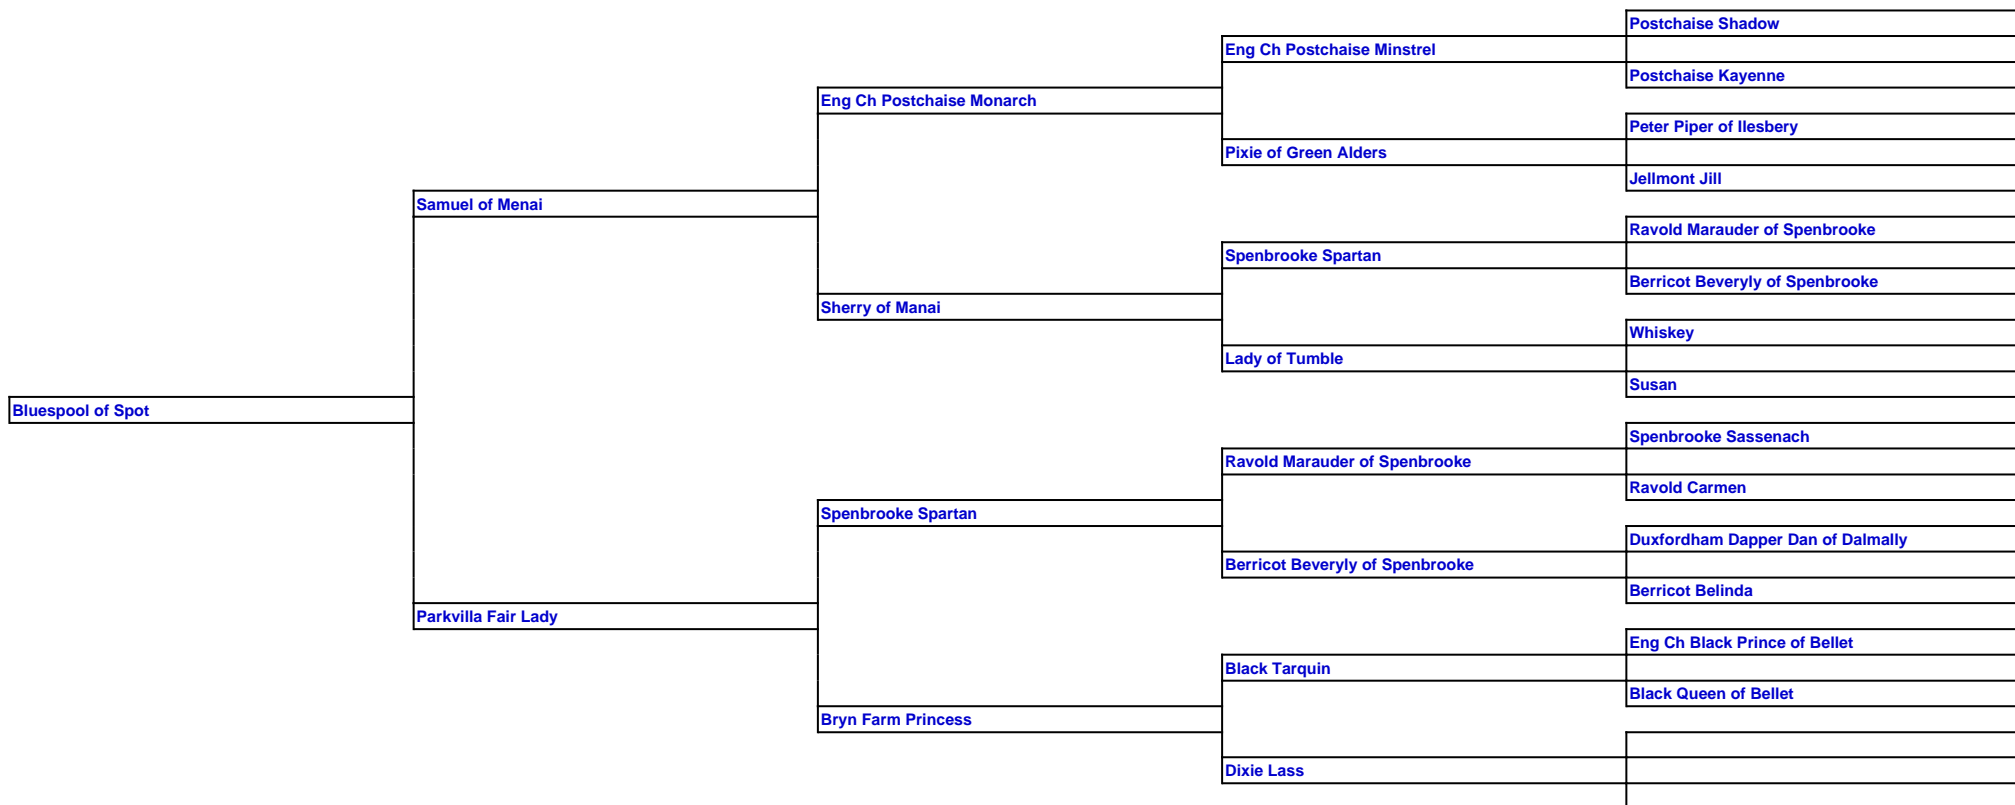 Postchaise Shadow
Eng Ch Postchaise Minstrel
Postchaise Kayenne
Eng Ch Postchaise Monarch
Peter Piper of Ilesbery
Pixie of Green Alders
Jellmont Jill
Samuel of Menai
Ravold Marauder of Spenbrooke
Spenbrooke Spartan
Berricot Beveryly of Spenbrooke
Sherry of Manai
Whiskey
Lady of Tumble
Susan
Bluespool of Spot
Spenbrooke Sassenach
Ravold Marauder of Spenbrooke
Ravold Carmen
Spenbrooke Spartan
Duxfordham Dapper Dan of Dalmally
Berricot Beveryly of Spenbrooke
Berricot Belinda
Parkvilla Fair Lady
Eng Ch Black Prince of Bellet
Black Tarquin
Black Queen of Bellet
Bryn Farm Princess
Dixie Lass